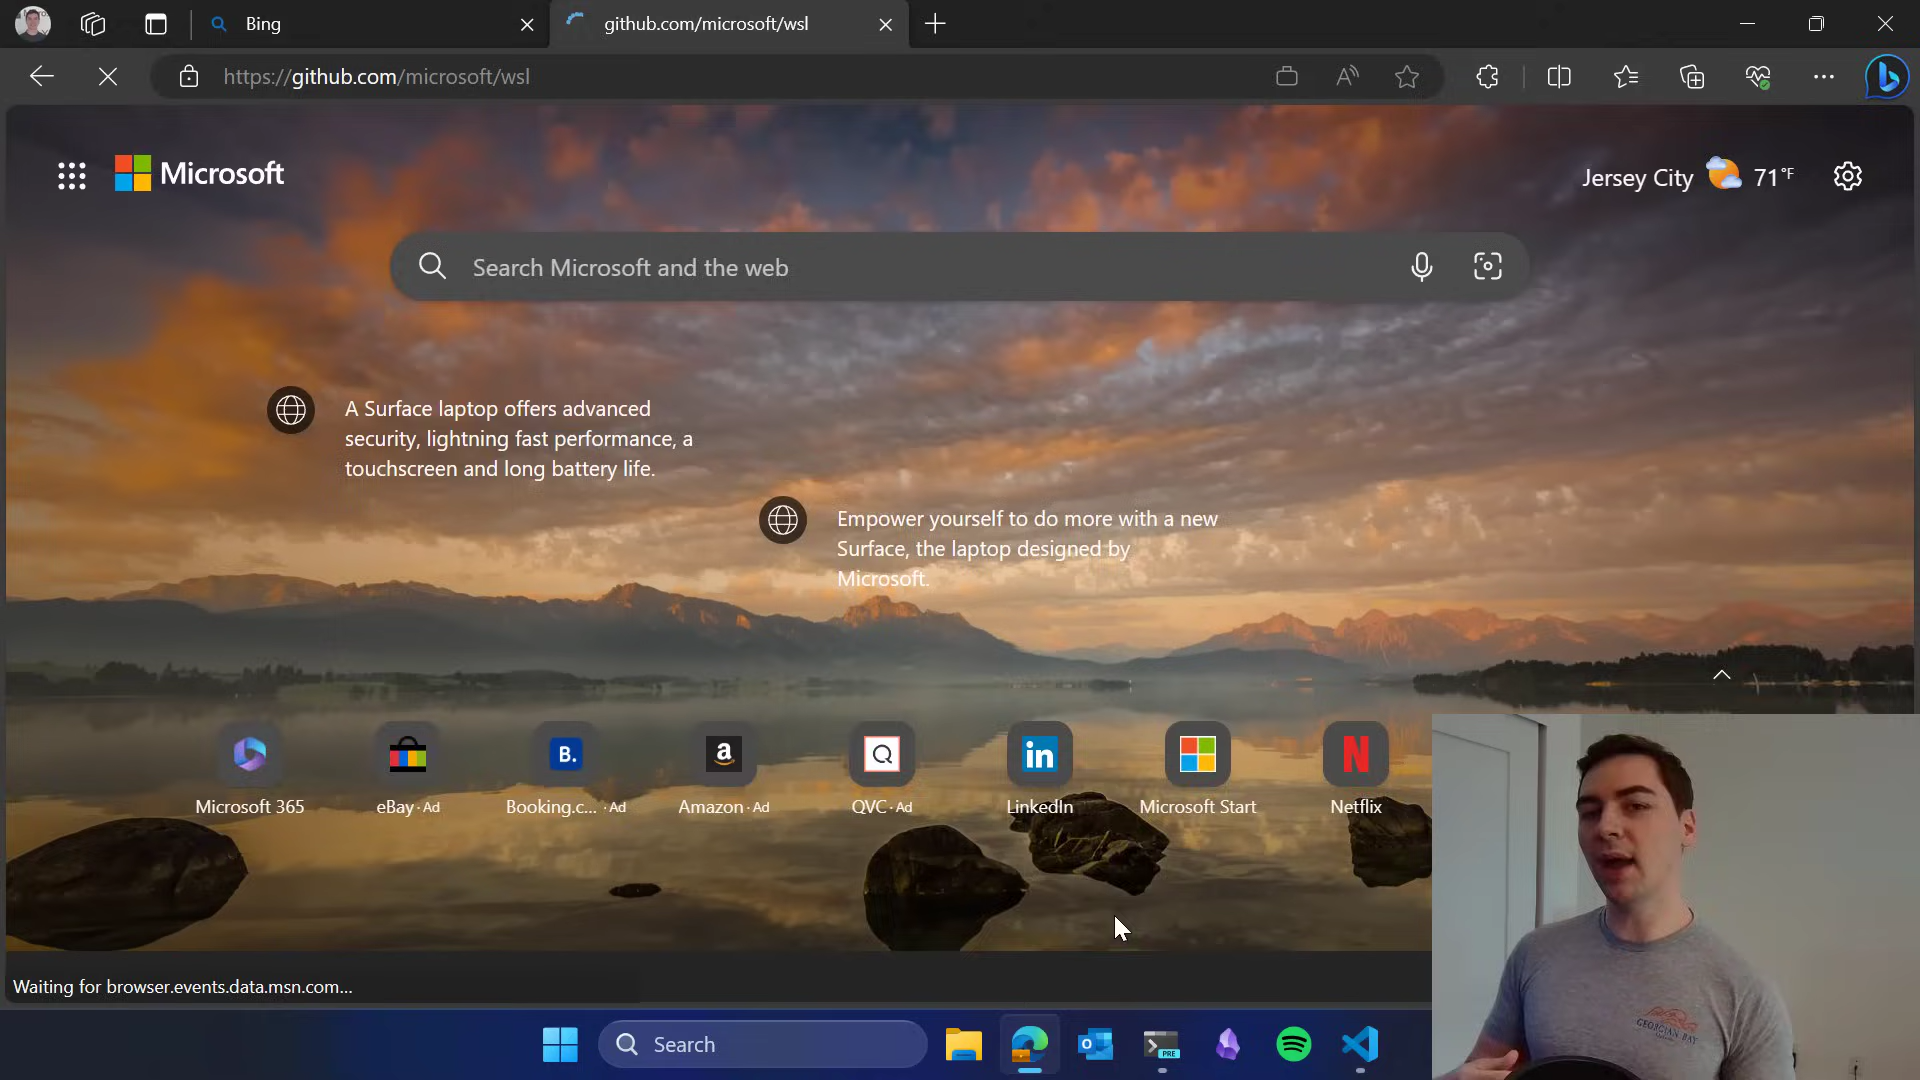 Bing
github.com/microsoft/wsl
https://github.com/microsoft/wsl
Microsoft
Jersey City
71°F
Search Microsoft and the web
A Surface laptop offers advanced
security, lightning fast performance, a
touchscreen and long battery life.
Empower yourself to do more with a new
Surface, the laptop designed by
Microsoft.
Microsoft 365
eBay · Ad
Booking.c... · Ad
Amazon · Ad
QVC · Ad
LinkedIn
Microsoft Start
Netflix
GEORGIAN BAY
Waiting for browser.events.data.msn.com...
Search
PRE